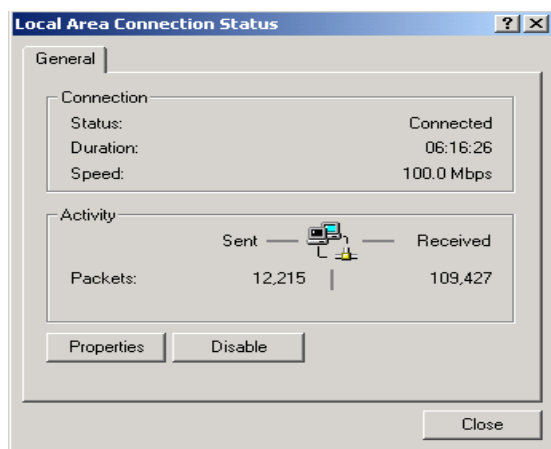 Local Area Connection Status
General
Connection
Status: Connected
Duration: 06:16:26
Speed: 100.0 Mbps
Activity
Sent Received
Packets: 12,215 109,427
Properties Disable
Close